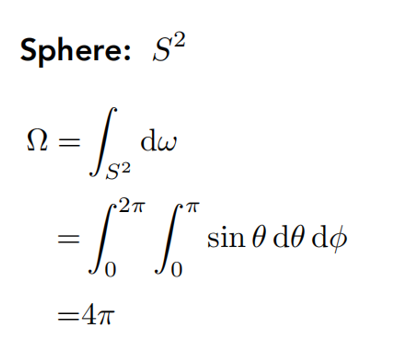 Sphere: S²
Ω = ∫_{S²} dω
= ∫_0^{2π} ∫_0^π sin θ dθ dϕ
=4π